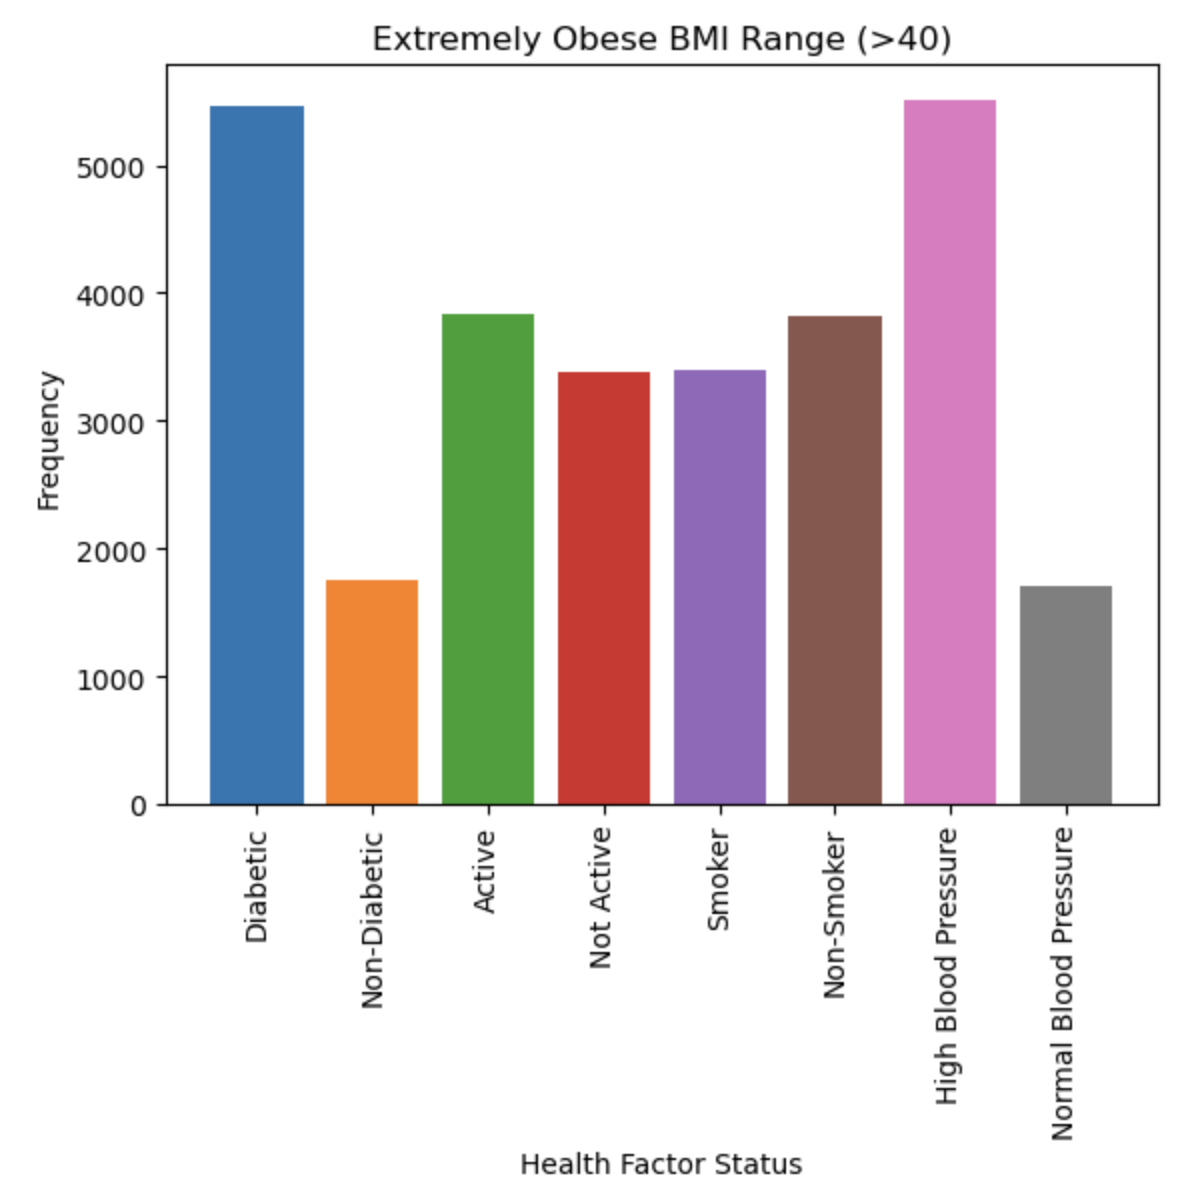 Extremely Obese BMI Range (>40)
Frequency
5000
4000
3000
2000
1000
0
Diabetic
Non-Diabetic
Active
Not Active
Smoker
Non-Smoker
High Blood Pressure
Normal Blood Pressure
Health Factor Status